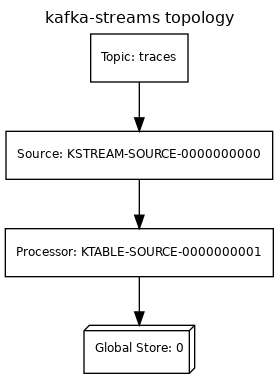 kafka-streams topology
Topic: traces
Source: KSTREAM-SOURCE-0000000000
Processor: KTABLE-SOURCE-0000000001
Global Store: 0